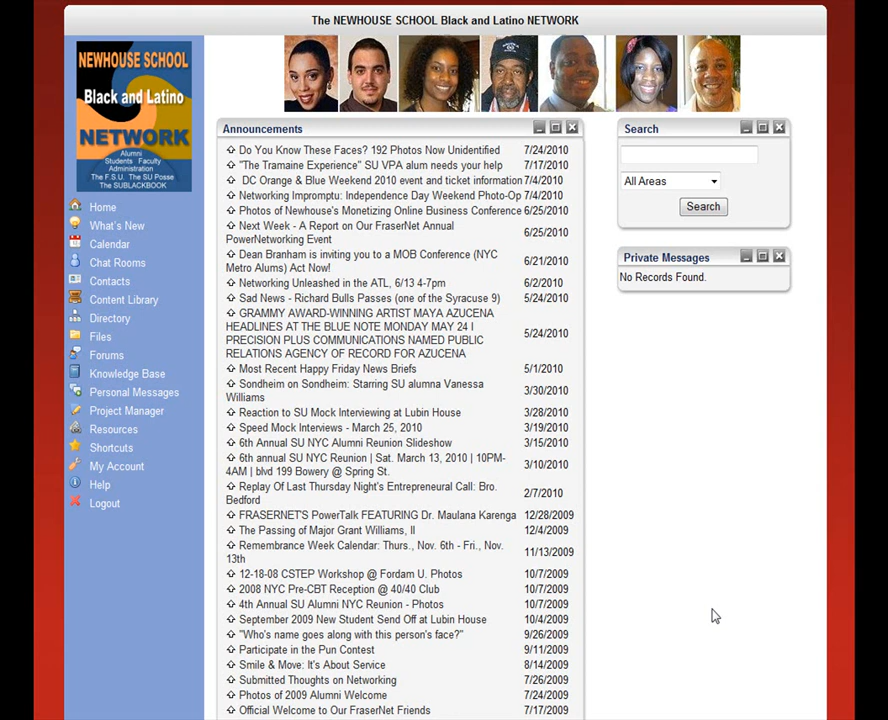 The NEWHOUSE SCHOOL Black and Latino NETWORK
NEWHOUSE SCHOOL
Black and Latino
NETWORK
Alumni
Students Faculty
Administration
The F.S.U. The SU Posse
The SUBLACKBOOK
Home
What's New
Calendar
Chat Rooms
Contacts
Content Library
Directory
Files
Forums
Knowledge Base
Personal Messages
Project Manager
Resources
Shortcuts
My Account
Help
Logout
Announcements
Do You Know These Faces? 192 Photos Now Unidentified 7/24/2010
"The Tramaine Experience" SU VPA alum needs your help 7/17/2010
DC Orange & Blue Weekend 2010 event and ticket information 7/4/2010
Networking Impromptu: Independence Day Weekend Photo-Op 7/4/2010
Photos of Newhouse's Monetizing Online Business Conference 6/25/2010
Next Week - A Report on Our FraserNet Annual
PowerNetworking Event 6/25/2010
Dean Branham is inviting you to a MOB Conference (NYC
Metro Alums) Act Now! 6/21/2010
Networking Unleashed in the ATL, 6/13 4-7pm 6/2/2010
Sad News - Richard Bulls Passes (one of the Syracuse 9) 5/24/2010
GRAMMY AWARD-WINNING ARTIST MAYA AZUCENA
HEADLINES AT THE BLUE NOTE MONDAY MAY 24 I
PRECISION PLUS COMMUNICATIONS NAMED PUBLIC
RELATIONS AGENCY OF RECORD FOR AZUCENA 5/24/2010
Most Recent Happy Friday News Briefs 5/1/2010
Sondheim on Sondheim: Starring SU alumna Vanessa
Williams 3/30/2010
Reaction to SU Mock Interviewing at Lubin House 3/28/2010
Speed Mock Interviews - March 25, 2010 3/19/2010
6th Annual SU NYC Alumni Reunion Slideshow 3/15/2010
6th annual SU NYC Reunion | Sat. March 13, 2010 | 10PM-
4AM | blvd 199 Bowery @ Spring St. 3/10/2010
Replay Of Last Thursday Night's Entrepreneural Call: Bro.
Bedford 2/7/2010
FRASERNET'S PowerTalk FEATURING Dr. Maulana Karenga 12/28/2009
The Passing of Major Grant Williams, II 12/4/2009
Remembrance Week Calendar: Thurs., Nov. 6th - Fri., Nov.
13th 11/13/2009
12-18-08 CSTEP Workshop @ Fordam U. Photos 10/7/2009
2008 NYC Pre-CBT Reception @ 40/40 Club 10/7/2009
4th Annual SU Alumni NYC Reunion - Photos 10/7/2009
September 2009 New Student Send Off at Lubin House 10/4/2009
"Who's name goes along with this person's face?" 9/26/2009
Participate in the Pun Contest 9/11/2009
Smile & Move: It's About Service 8/14/2009
Submitted Thoughts on Networking 7/26/2009
Photos of 2009 Alumni Welcome 7/24/2009
Official Welcome to Our FraserNet Friends 7/17/2009
Search
All Areas
Search
Private Messages
No Records Found.